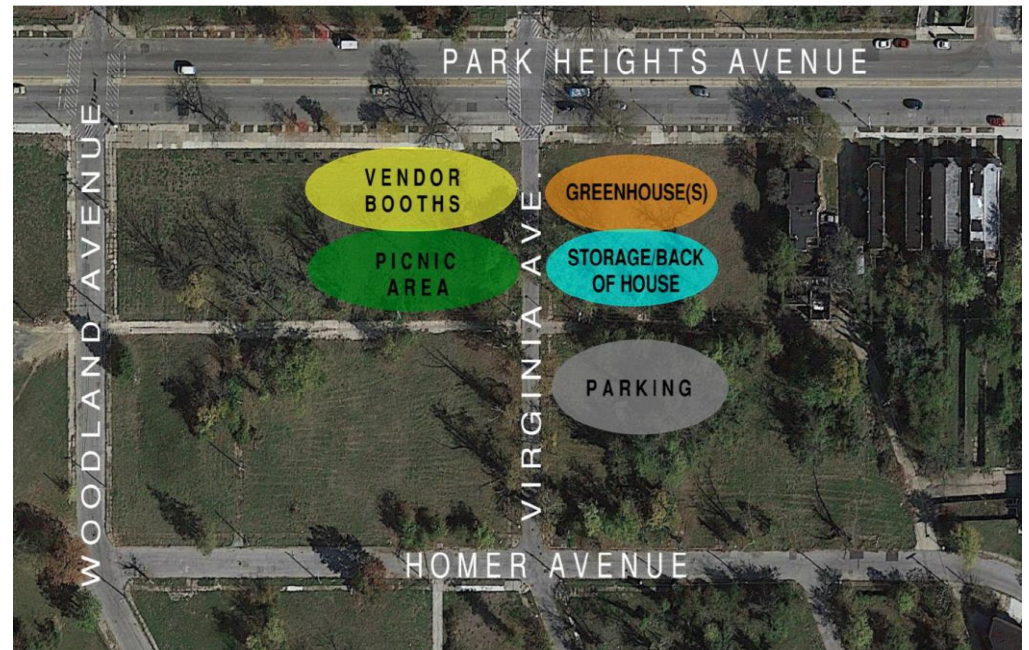 PARK HEIGHTS AVENUE
WOODLAND AVENUE
VENDOR
BOOTHS
PICNIC
AREA
VIRGINIA AVE.
GREENHOUSE(S)
STORAGE/BACK
OF HOUSE
PARKING
HOMER AVENUE